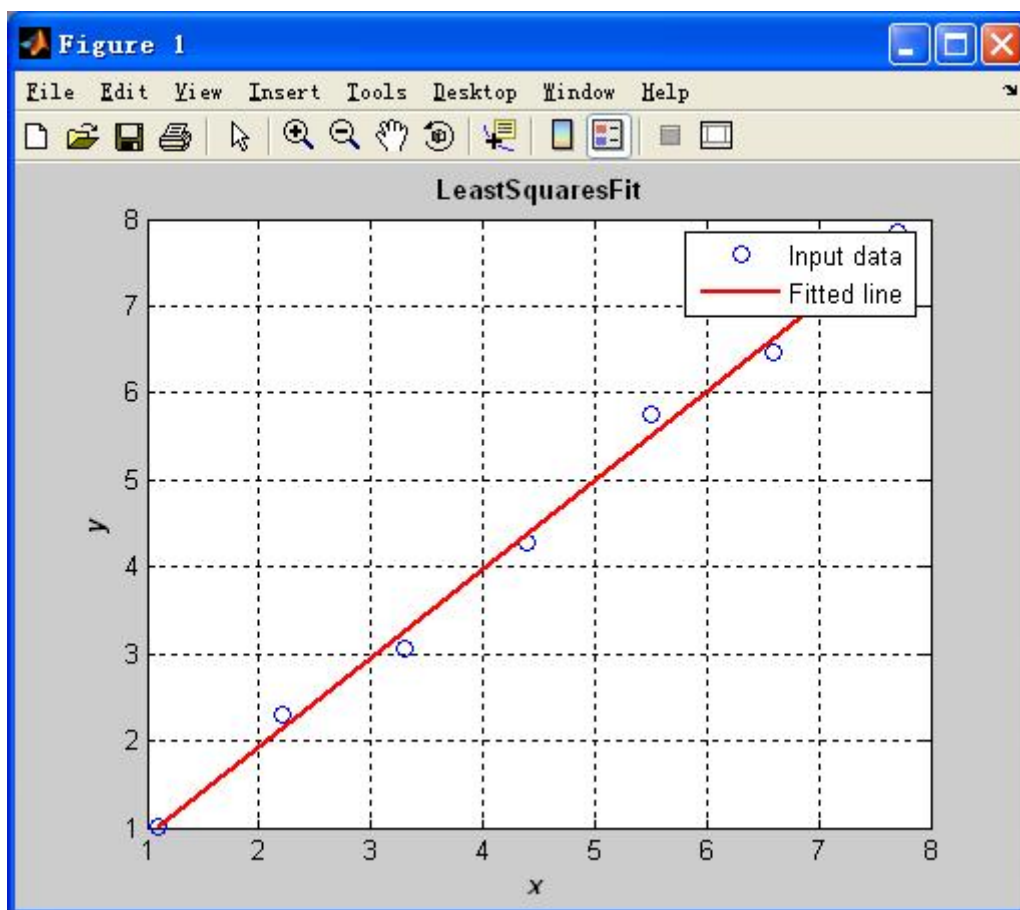 Figure 1
File Edit View Insert Tools Desktop Window Help
LeastSquaresFit
8
7
6
5
4
3
2
1
y
Input data
Fitted line
1 2 3 4 5 6 7 8
x